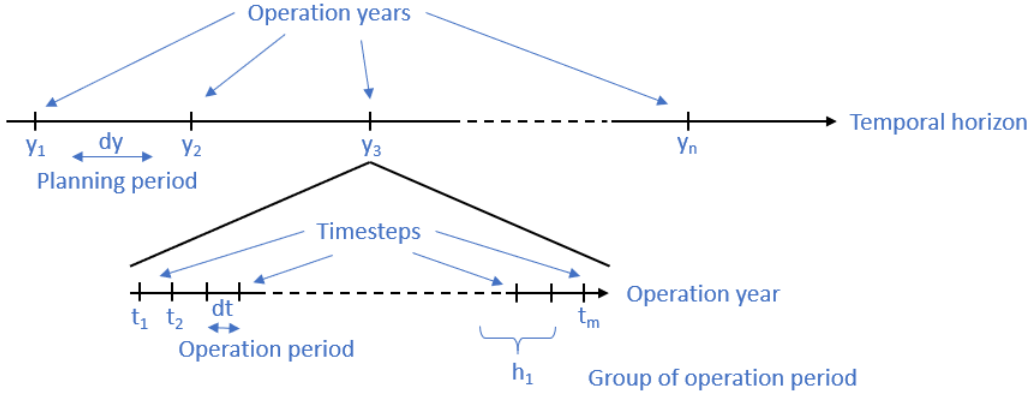 Operation years
Temporal horizon
y1 dy y2 y3 yn
Planning period
Timesteps
Operation year
t1 t2 dt tm
Operation period
h1
Group of operation period